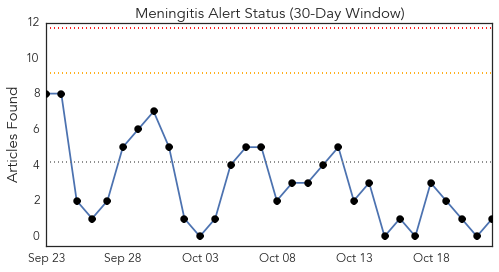 Meningitis Alert Status (30-Day Window)
Articles Found
12
10
8
6
4
2
0
Sep 23
Sep 28
Oct 03
Oct 08
Oct 13
Oct 18